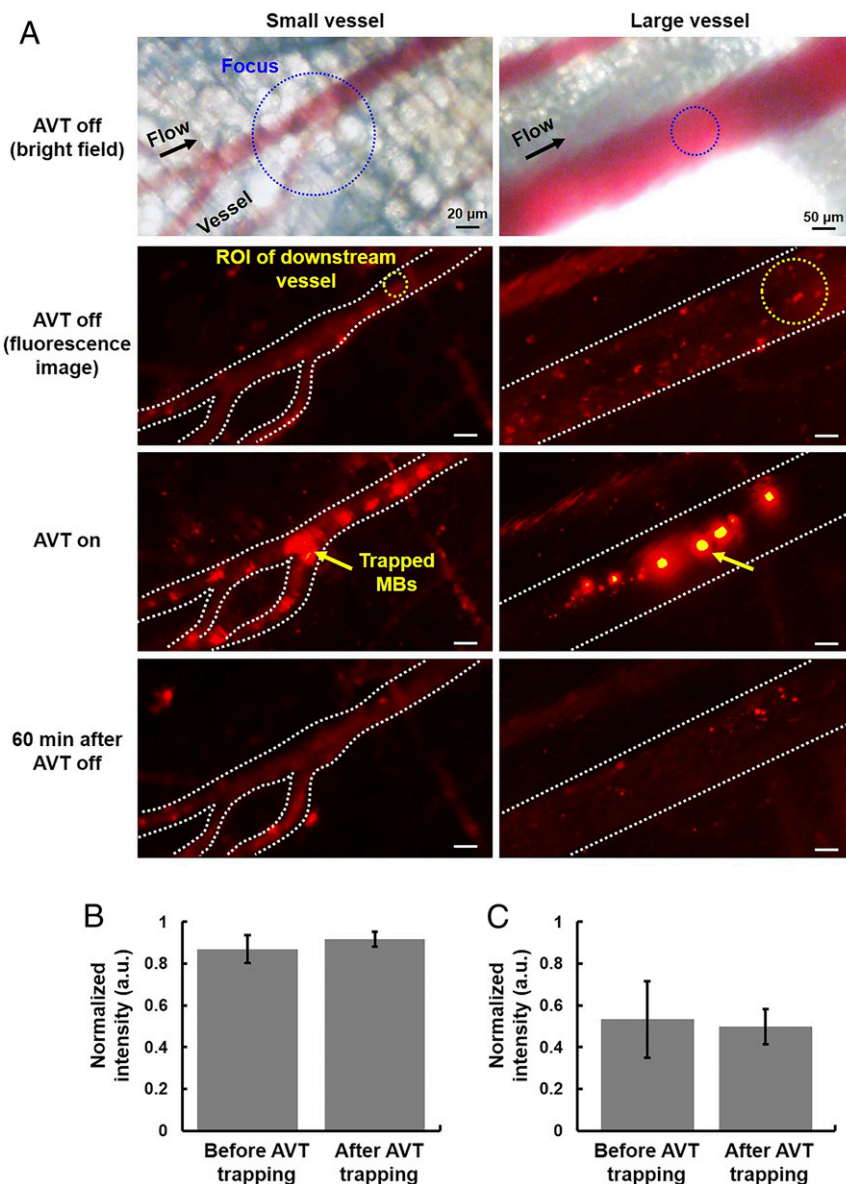 A
Small vessel
Large vessel
AVT off
(bright field)
Focus
Flow
Vessel
20 µm
Flow
50 µm
AVT off
(fluorescence
image)
ROI of downstream
vessel
AVT on
Trapped
MBs
60 min after
AVT off
B
Normalized
intensity (a.u.)
1
0.8
0.6
0.4
0.2
0
Before AVT
trapping
After AVT
trapping
C
Normalized
intensity (a.u.)
1
0.8
0.6
0.4
0.2
0
Before AVT
trapping
After AVT
trapping